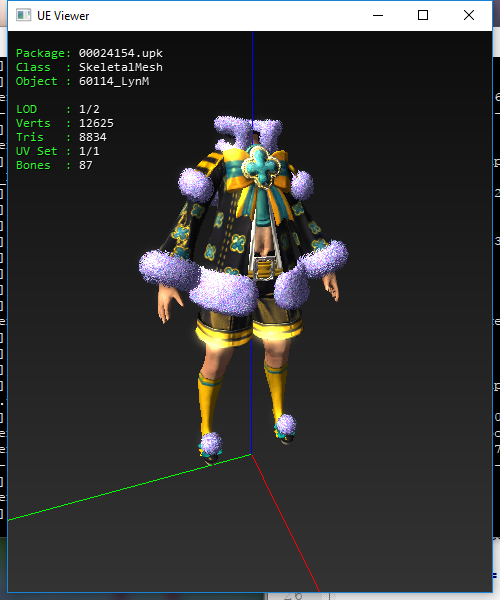 UE Viewer
Package: 00024154.upk
Class : SkeletalMesh
Object : 60114_LynM
LOD : 1/2
Verts : 12625
Tris : 8834
UV Set : 1/1
Bones : 87